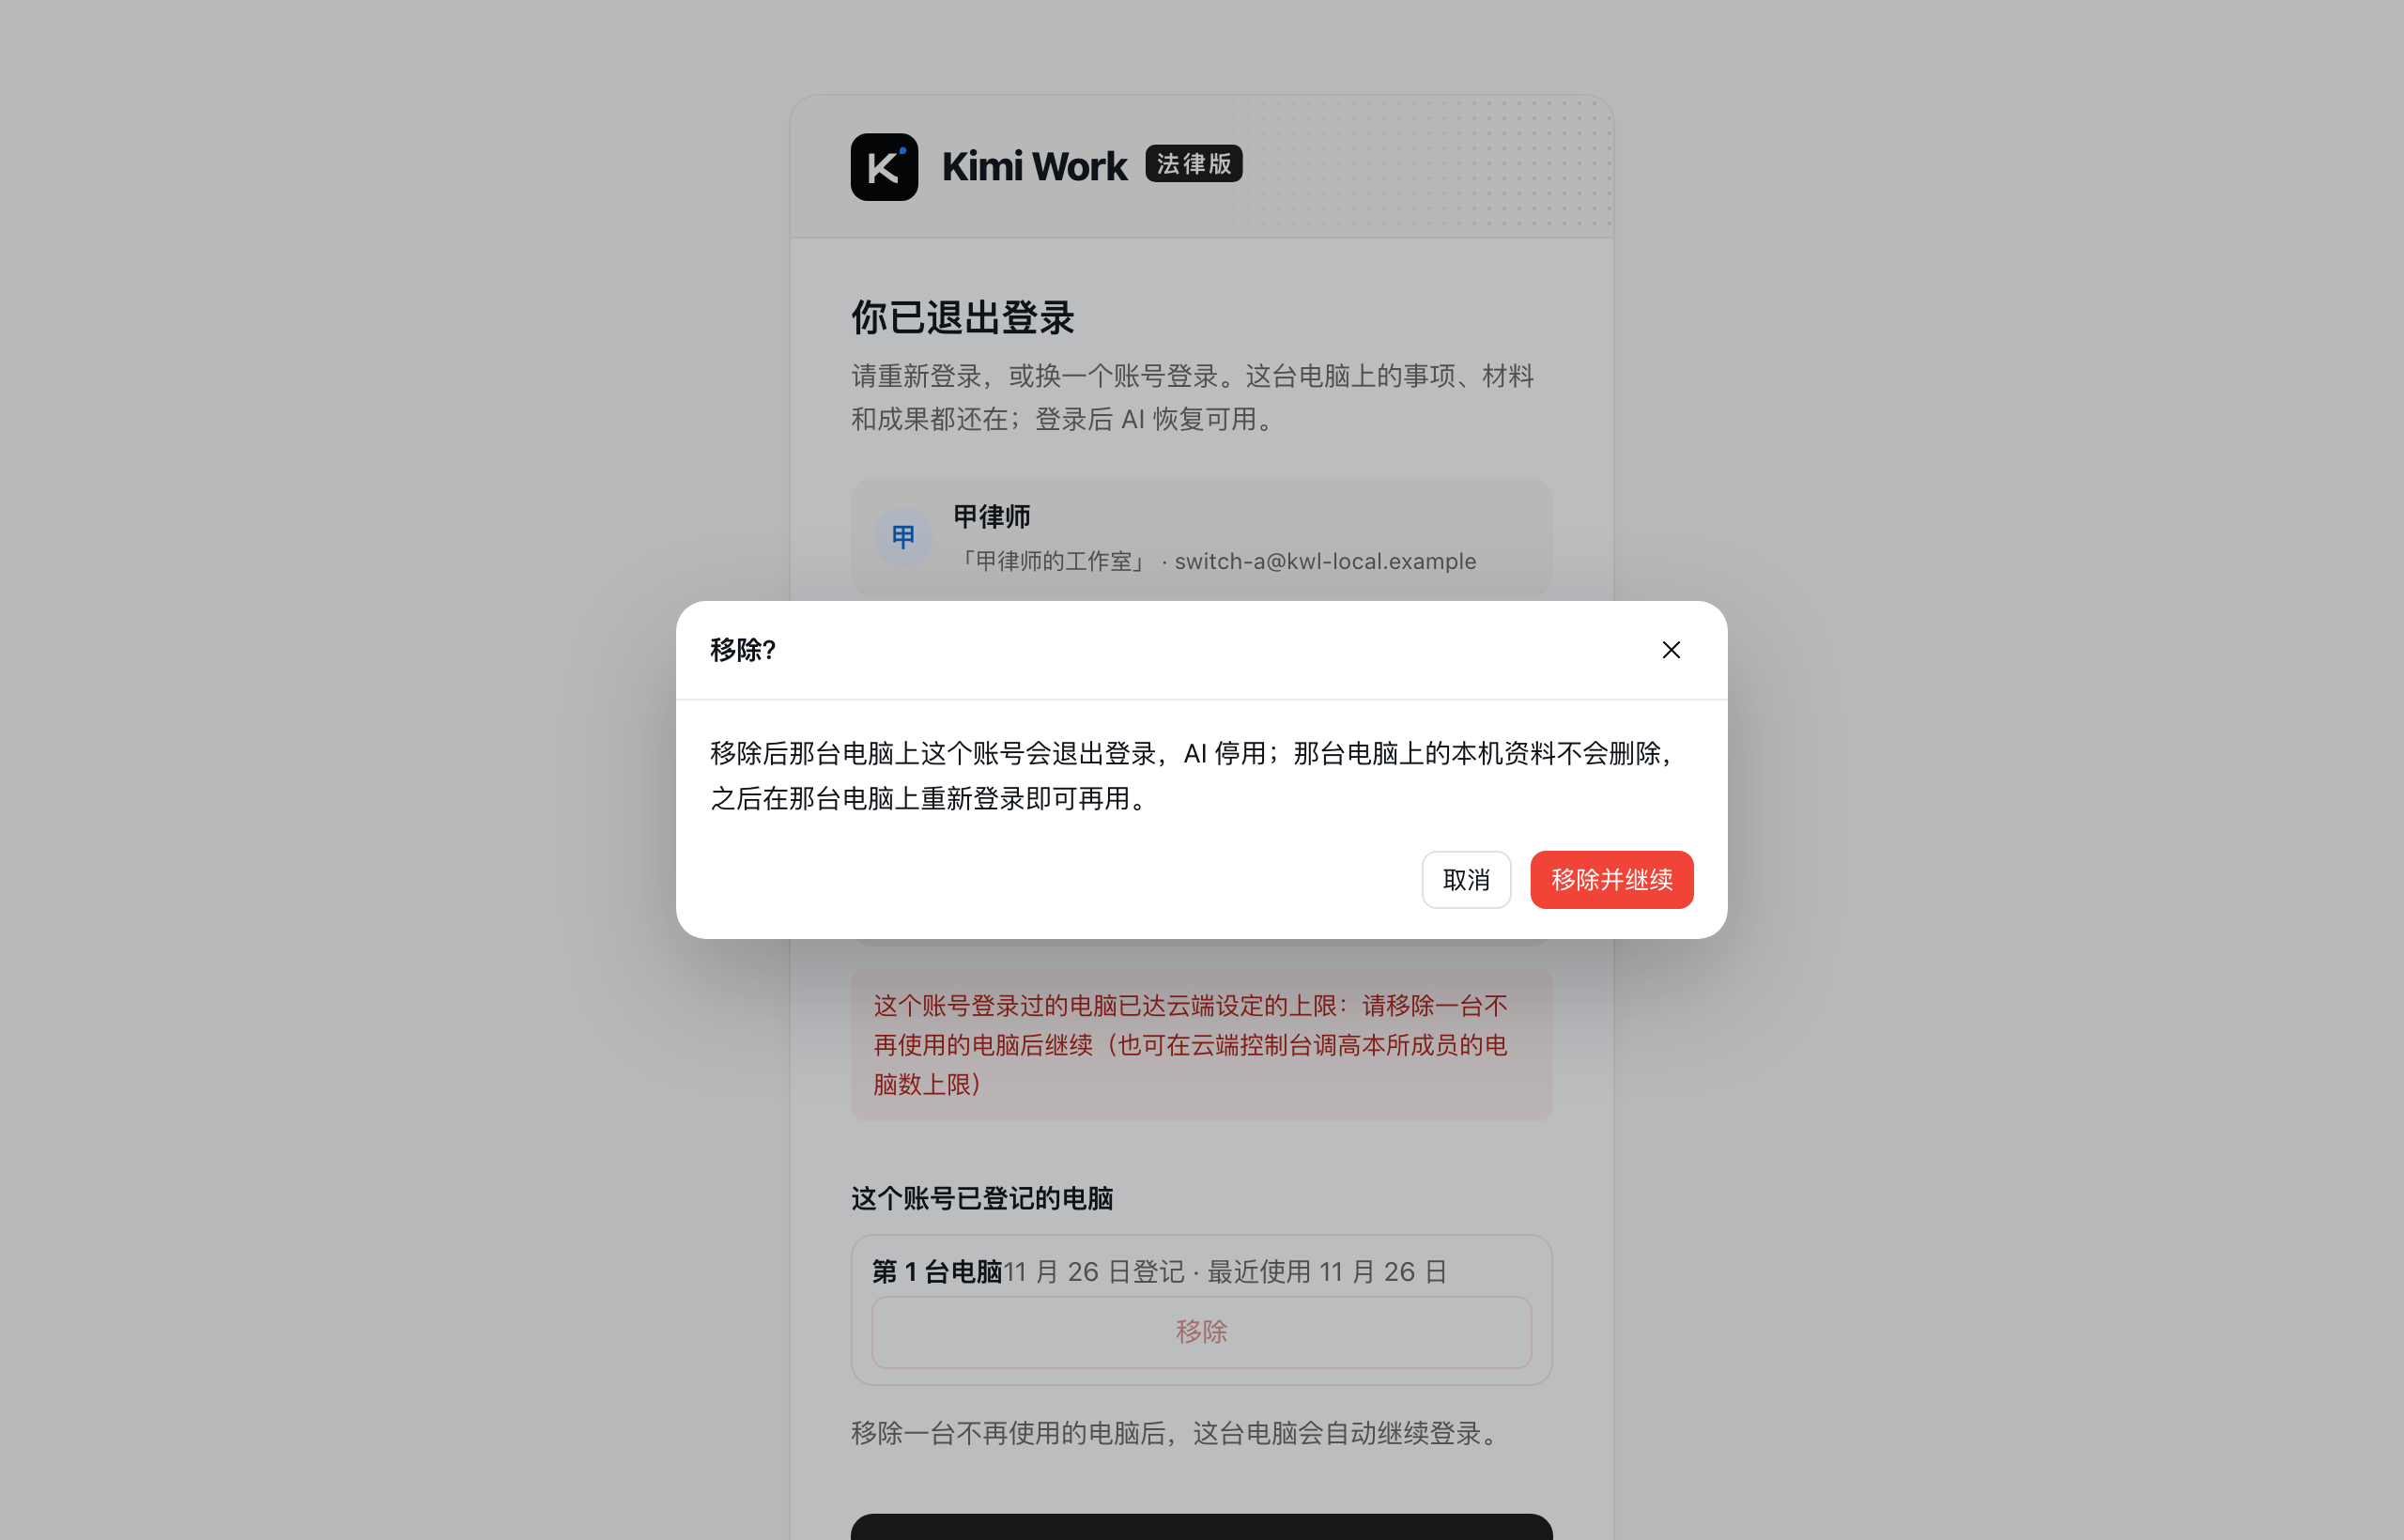 Kimi Work 法律版
你已退出登录
请重新登录，或换一个账号登录。这台电脑上的事项、材料
和成果都还在；登录后 AI 恢复可用。
甲
甲律师
「甲律师的工作室」 · switch-a@kwl-local.example
移除？
移除后那台电脑上这个账号会退出登录，AI 停用；那台电脑上的本机资料不会删除，
之后在那台电脑上重新登录即可再用。
取消
移除并继续
这个账号登录过的电脑已达云端设定的上限：请移除一台不
再使用的电脑后继续（也可在云端控制台调高本所成员的电
脑数上限）
这个账号已登记的电脑
第 1 台电脑11 月 26 日登记 · 最近使用 11 月 26 日
移除
移除一台不再使用的电脑后，这台电脑会自动继续登录。